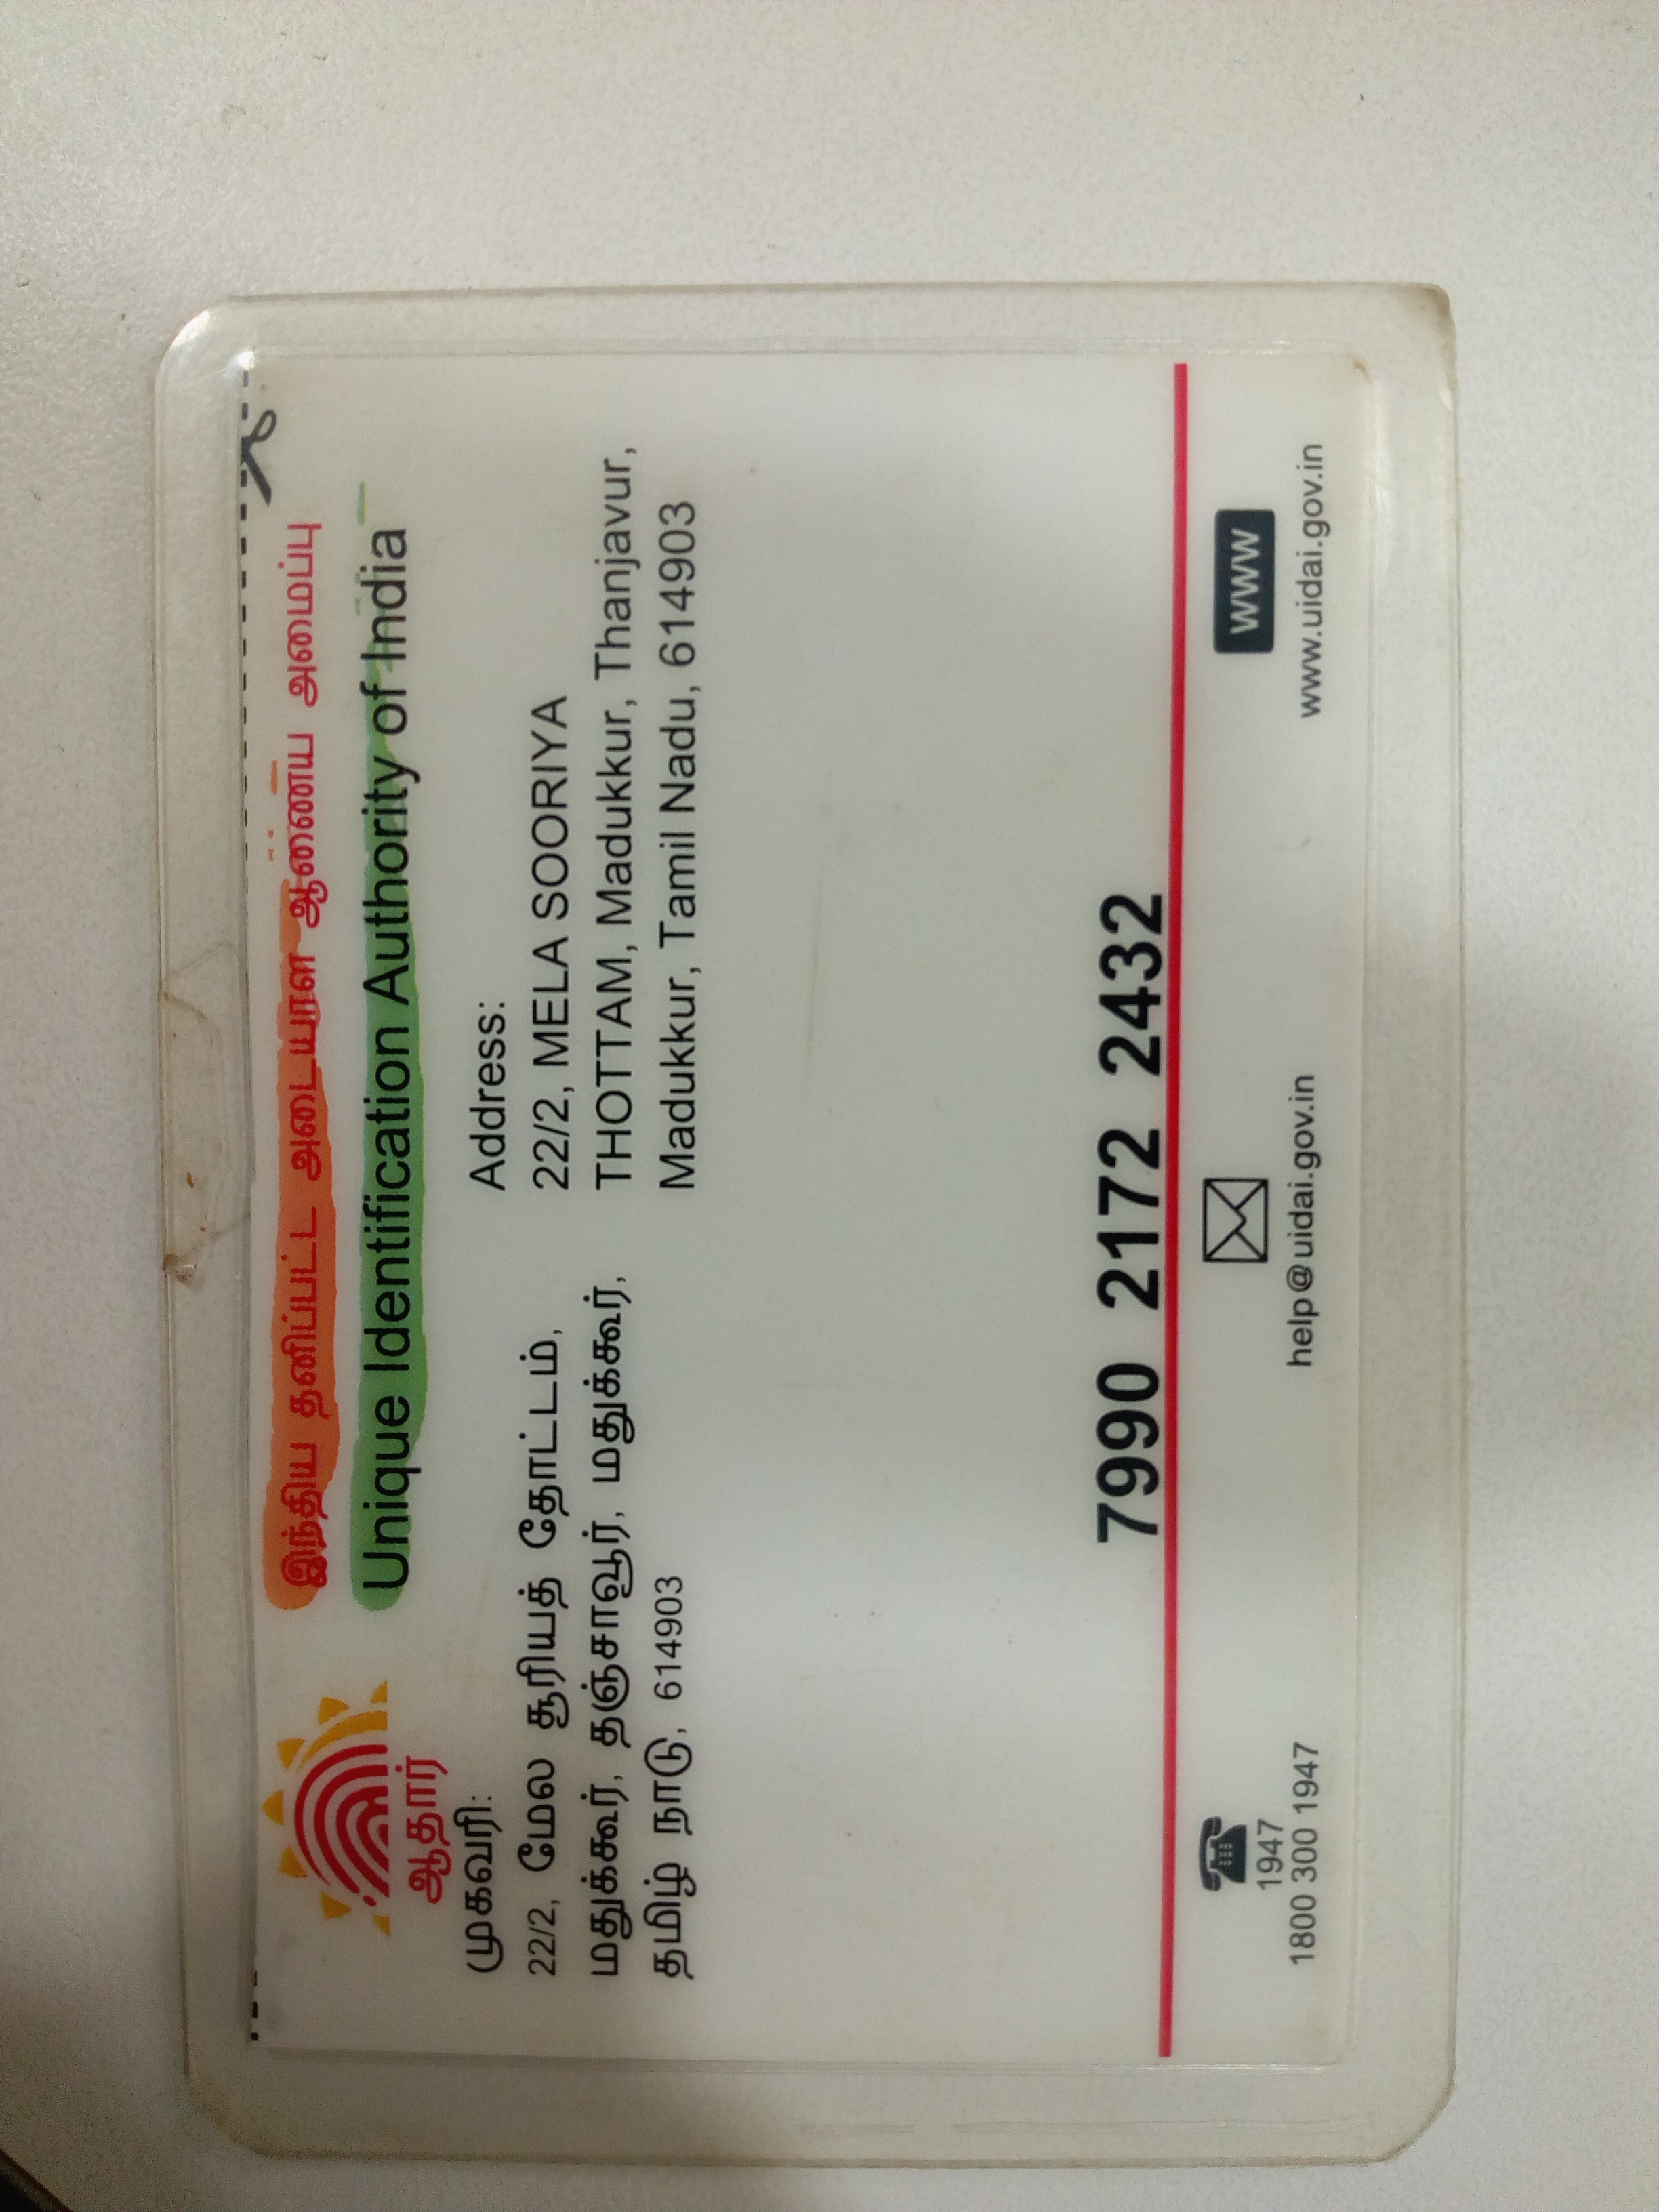 இந்திய தனிப்பட்ட அடையாள ஆணைய அமைப்பு
Unique Identification Authority of India
ஆதார்
முகவரி:
22/2, மேல சூரியத் தோட்டம்,
மதுக்கூர், தஞ்சாவூர், மதுக்கூர்,
தமிழ் நாடு, 614903
Address:
22/2, MELA SOORIYA
THOTTAM, Madukkur, Thanjavur,
Madukkur, Tamil Nadu, 614903
7990 2172 2432
1947
1800 300 1947
help@uidai.gov.in
WWW
www.uidai.gov.in